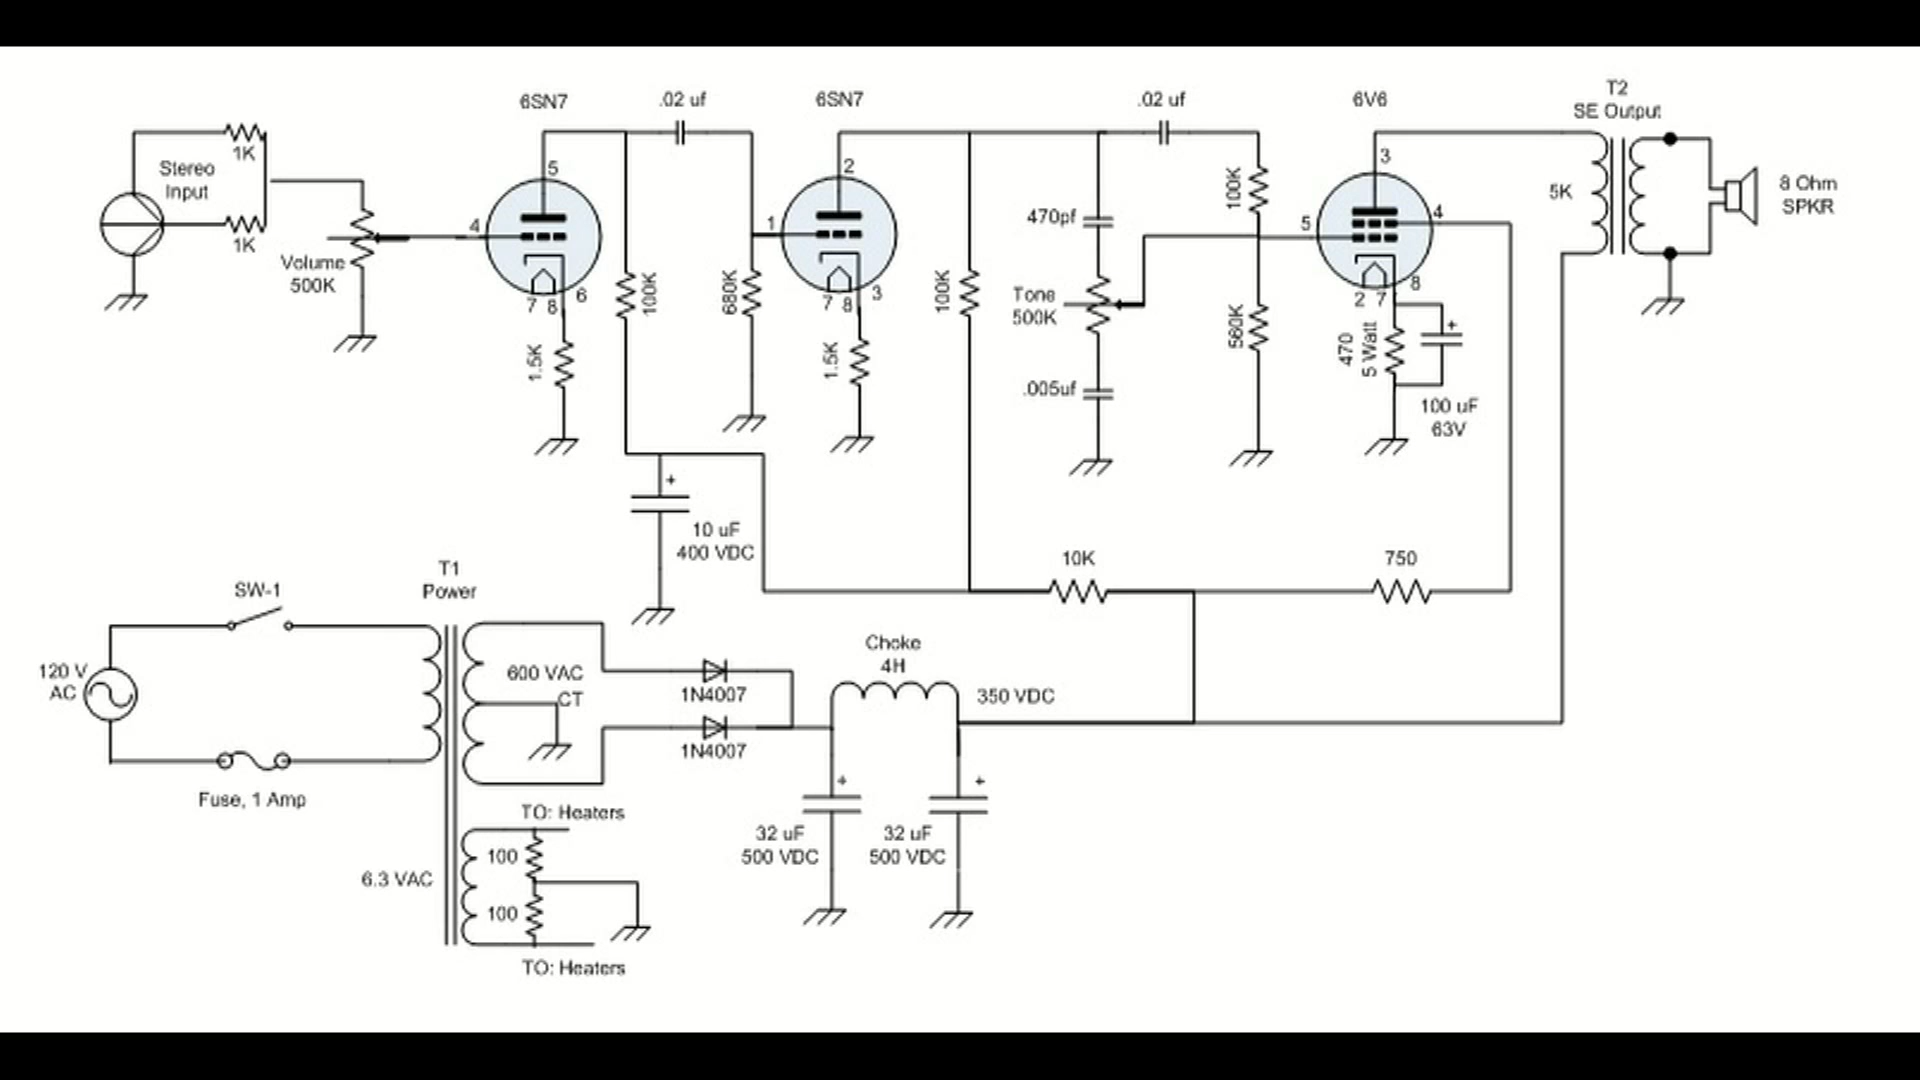 6SN7
.02 uf
6SN7
.02 uf
6V6
T2
SE Output
1K
Stereo
Input
1K
Volume
500K
4
5
6
7 8
1.5K
100K
680K
1
2
3
7 8
1.5K
100K
470pf
Tone
500K
.005uf
100K
560K
5
3
4
8
2 7
470
5 Watt
+
100 uF
63V
5K
8 Ohm
SPKR
+
10 uF
400 VDC
10K
750
SW-1
T1
Power
120 V
AC
Fuse, 1 Amp
600 VAC
CT
1N4007
1N4007
Choke
4H
350 VDC
+
32 uF
500 VDC
+
32 uF
500 VDC
TO: Heaters
100
6.3 VAC
100
TO: Heaters